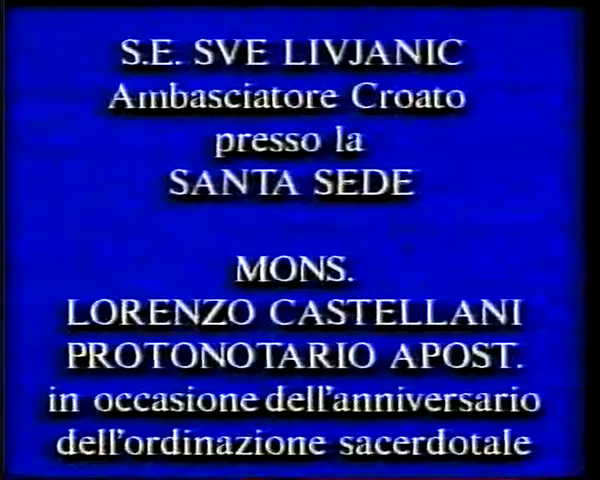 S.E. SVE LIVJANIC
Ambasciatore Croato
presso la
SANTA SEDE
MONS.
LORENZO CASTELLANI
PROTONOTARIO APOST.
in occasione dell'anniversario
dell'ordinazione sacerdotale